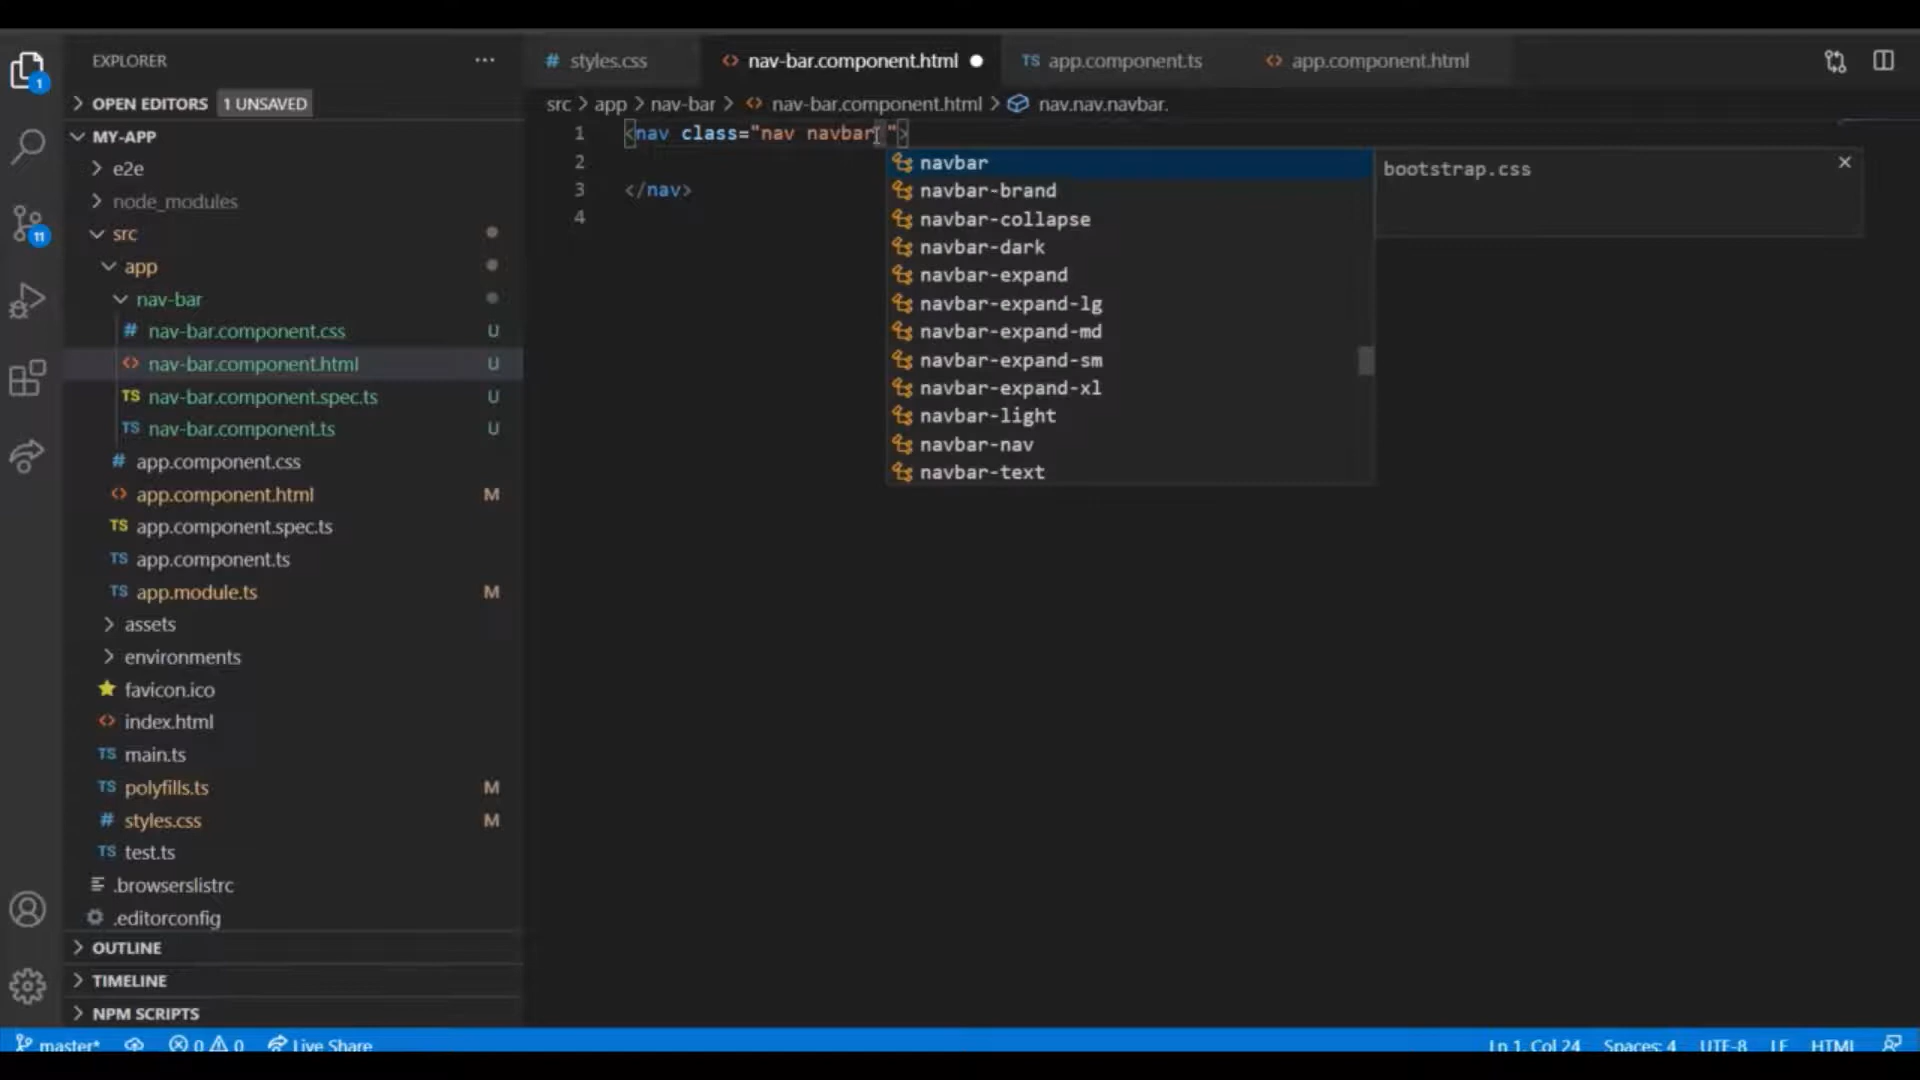 EXPLORER
OPEN EDITORS 1 UNSAVED
MY-APP
e2e
node_modules
src
app
nav-bar
nav-bar.component.css U
nav-bar.component.html U
nav-bar.component.spec.ts U
nav-bar.component.ts U
app.component.css
app.component.html M
app.component.spec.ts
app.component.ts
app.module.ts M
assets
environments
favicon.ico
index.html
main.ts
polyfills.ts M
styles.css M
test.ts
.browserslistrc
.editorconfig
OUTLINE
TIMELINE
NPM SCRIPTS
1
11
styles.css nav-bar.component.html app.component.ts app.component.html
src > app > nav-bar > nav-bar.component.html > nav.nav.navbar.
1 <nav class="nav navbar ">
2
3 </nav>
4
navbar
navbar-brand
navbar-collapse
navbar-dark
navbar-expand
navbar-expand-lg
navbar-expand-md
navbar-expand-sm
navbar-expand-xl
navbar-light
navbar-nav
navbar-text
bootstrap.css
master* 0 0 Live Share Ln 1, Col 24 Spaces: 4 UTF-8 LF HTML